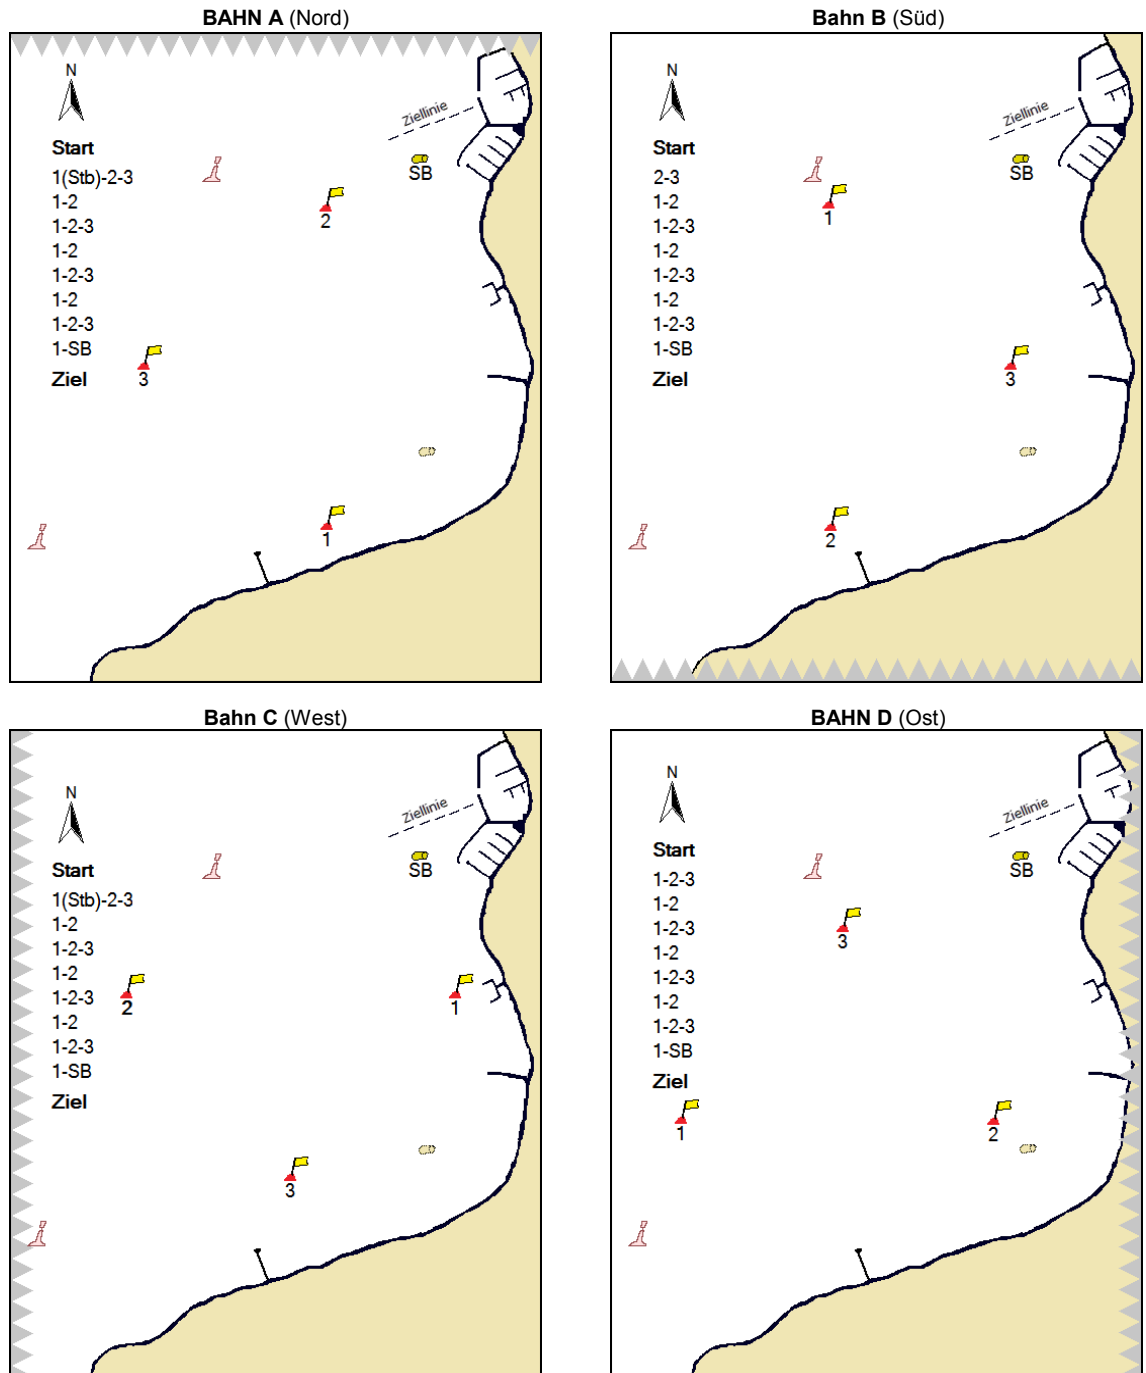 BAHN A (Nord)
N
Ziellinie
Start
SB
1(Stb)-2-3
1-2
2
1-2-3
1-2
1-2-3
1-2
1-2-3
1-SB
Ziel
3
1
Bahn B (Süd)
N
Ziellinie
Start
SB
2-3
1-2
1
1-2-3
1-2
1-2-3
1-2
1-2-3
1-SB
Ziel
3
2
Bahn C (West)
N
Ziellinie
Start
SB
1(Stb)-2-3
1-2
1-2-3
1-2
1-2-3
2
1
1-2
1-2-3
1-SB
Ziel
3
BAHN D (Ost)
N
Ziellinie
Start
SB
1-2-3
1-2
1-2-3
3
1-2
1-2-3
1-2
1-2-3
1-SB
Ziel
1
2